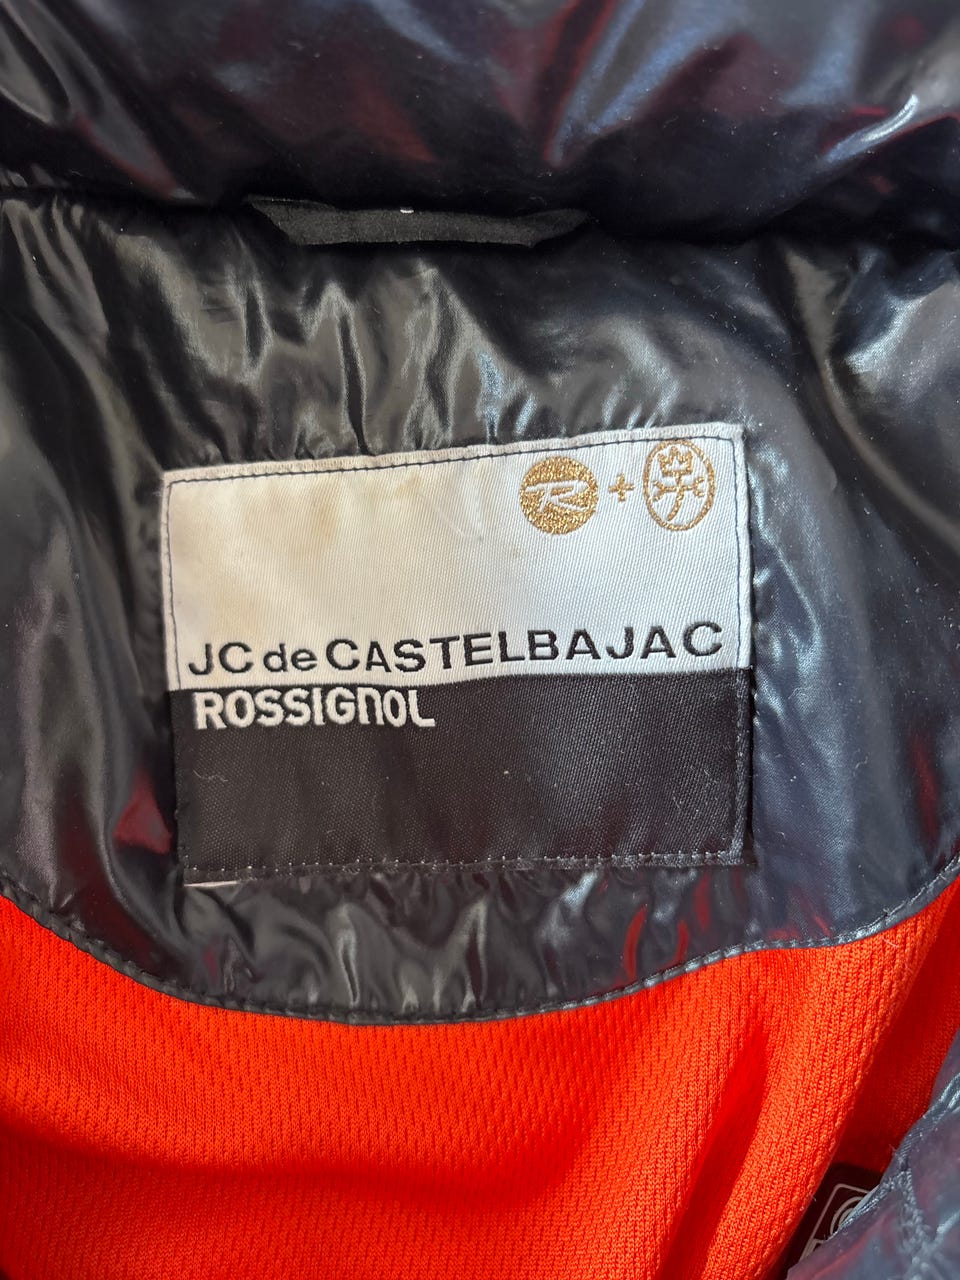 R +
JC de CASTELBAJAC
ROSSIGNOL